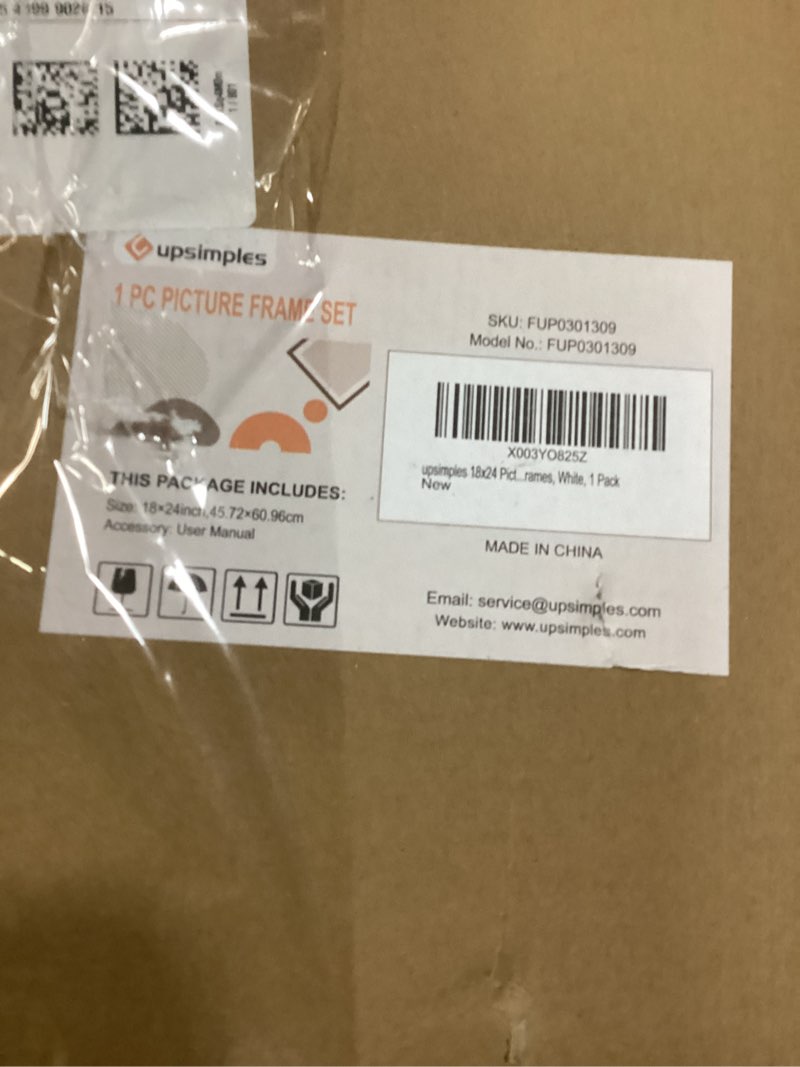 upsimples
1 PC PICTURE FRAME SET
THIS PACKAGE INCLUDES:
Size: 18×24inch,45.72×60.96cm
Accessory: User Manual
SKU: FUP0301309
Model No.: FUP0301309
X003YO825Z
upsimples 18x24 Pict...rames, White, 1 Pack
New
MADE IN CHINA
Email: service@upsimples.com
Website: www.upsimples.com